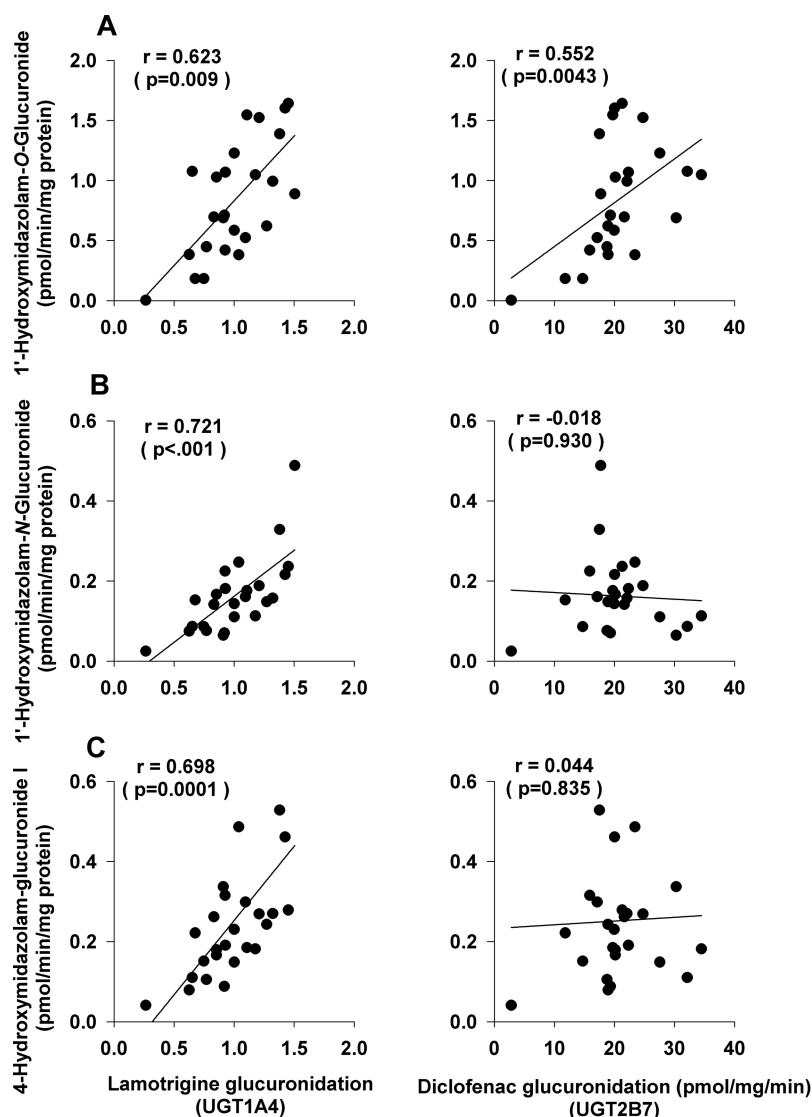 A
1'-Hydroxymidazolam-O-Glucuronide
(pmol/min/mg protein)
r = 0.623
( p=0.009 )
2.0
1.5
1.0
0.5
0.0
0.0 0.5 1.0 1.5 2.0
r = 0.552
( p=0.0043 )
2.0
1.5
1.0
0.5
0.0
0 10 20 30 40
B
1'-Hydroxymidazolam-N-Glucuronide
(pmol/min/mg protein)
r = 0.721
( p<.001 )
0.6
0.4
0.2
0.0
0.0 0.5 1.0 1.5 2.0
r = -0.018
( p=0.930 )
0.6
0.4
0.2
0.0
0 10 20 30 40
C
4-Hydroxymidazolam-glucuronide I
(pmol/min/mg protein)
r = 0.698
( p=0.0001 )
0.6
0.4
0.2
0.0
0.0 0.5 1.0 1.5 2.0
Lamotrigine glucuronidation
(UGT1A4)
r = 0.044
( p=0.835 )
0.6
0.4
0.2
0.0
0 10 20 30 40
Diclofenac glucuronidation (pmol/mg/min)
(UGT2B7)